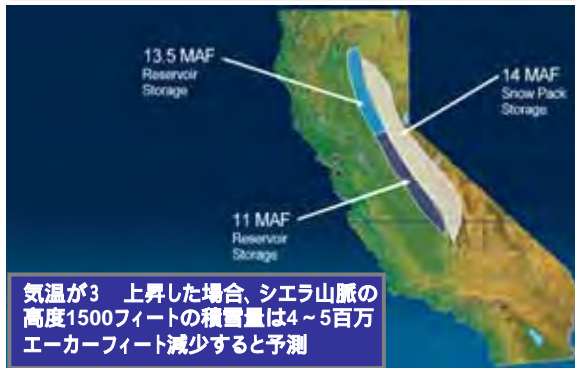 13.5 MAF
Reservoir
Storage
14 MAF
Snow Pack
Storage
11 MAF
Reservoir
Storage
気温が3　上昇した場合、シエラ山脈の
高度1500フィートの積雪量は4～5百万
エーカーフィート減少すると予測